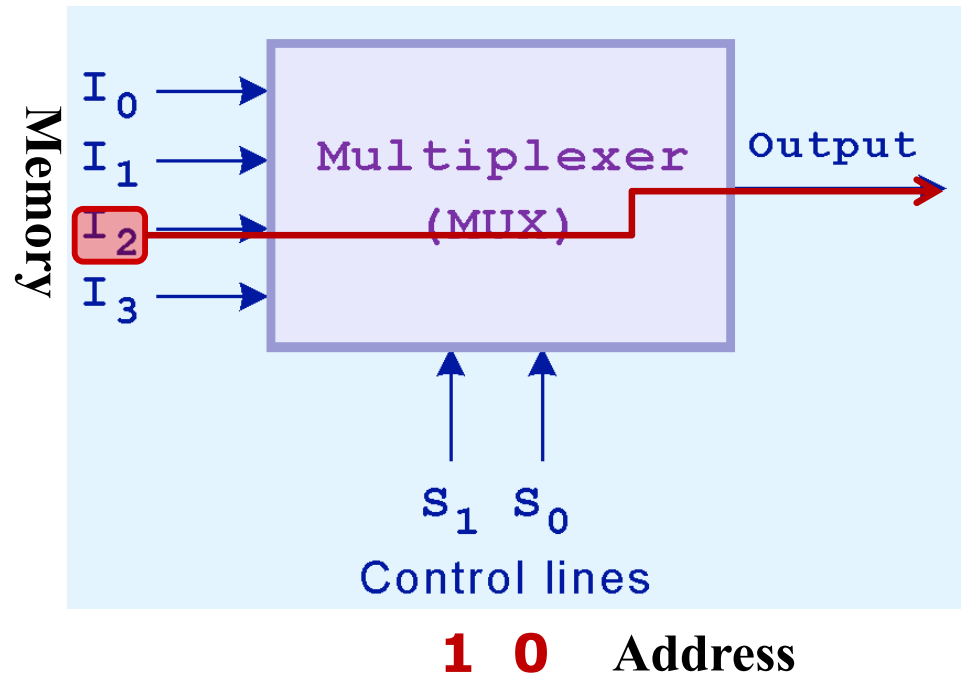 Memory
I0
I1
I2
I3
Multiplexer
(MUX)
Output
S1 S0
Control lines
1 0 Address